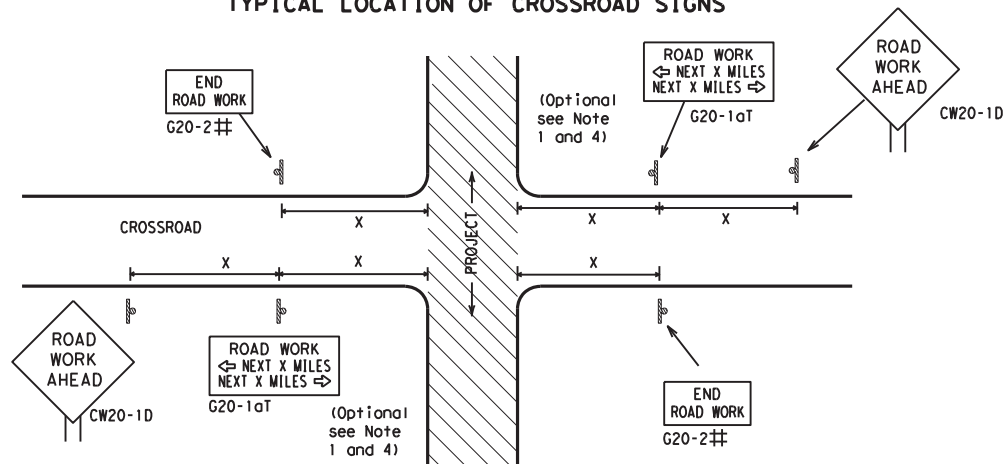 TYPICAL LOCATION OF CROSSROAD SIGNS
END
ROAD WORK
G20-2#
(Optional
see Note
1 and 4)
ROAD WORK
⇦ NEXT X MILES
NEXT X MILES ⇨
G20-1aT
ROAD
WORK
AHEAD
CW20-1D
X
X
X
CROSSROAD
PROJECT
X
X
X
ROAD
WORK
AHEAD
CW20-1D
ROAD WORK
⇦ NEXT X MILES
NEXT X MILES ⇨
G20-1aT
(Optional
see Note
1 and 4)
END
ROAD WORK
G20-2#